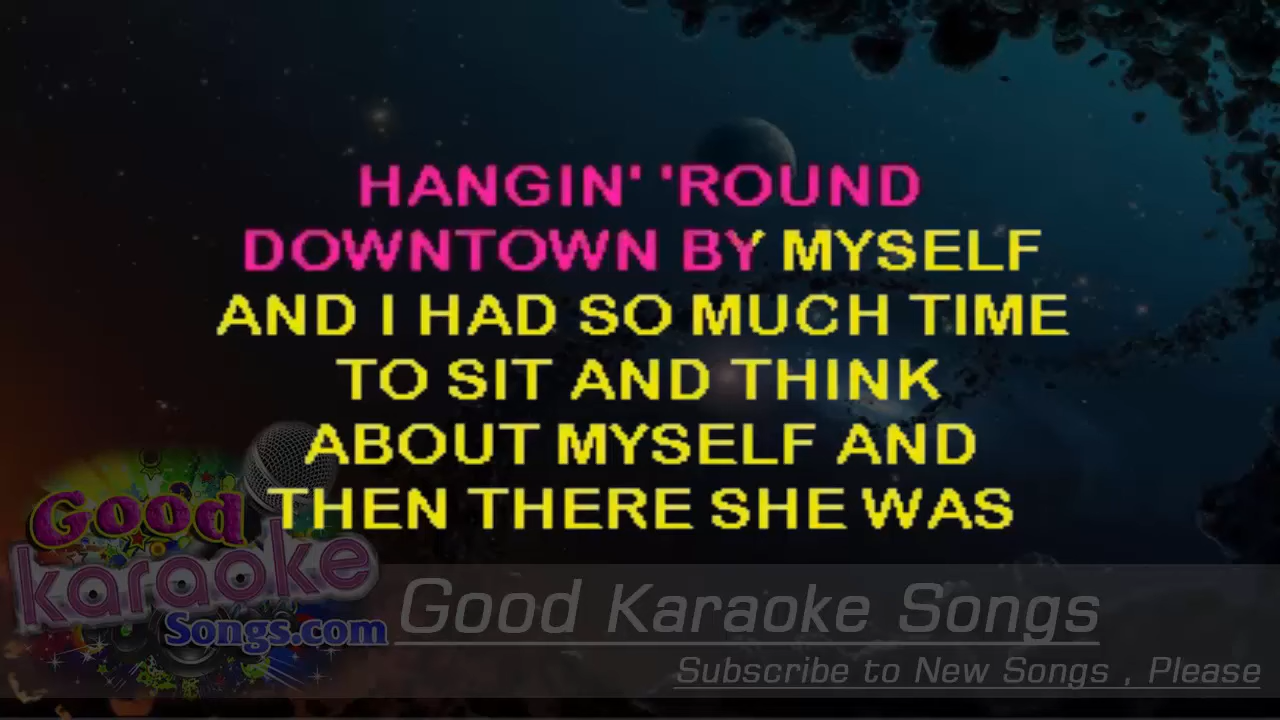 HANGIN' 'ROUND
DOWNTOWN BY MYSELF
AND I HAD SO MUCH TIME
TO SIT AND THINK
ABOUT MYSELF AND
THEN THERE SHE WAS
Good
karaoke
Songs.com
Good Karaoke Songs
Subscribe to New Songs , Please